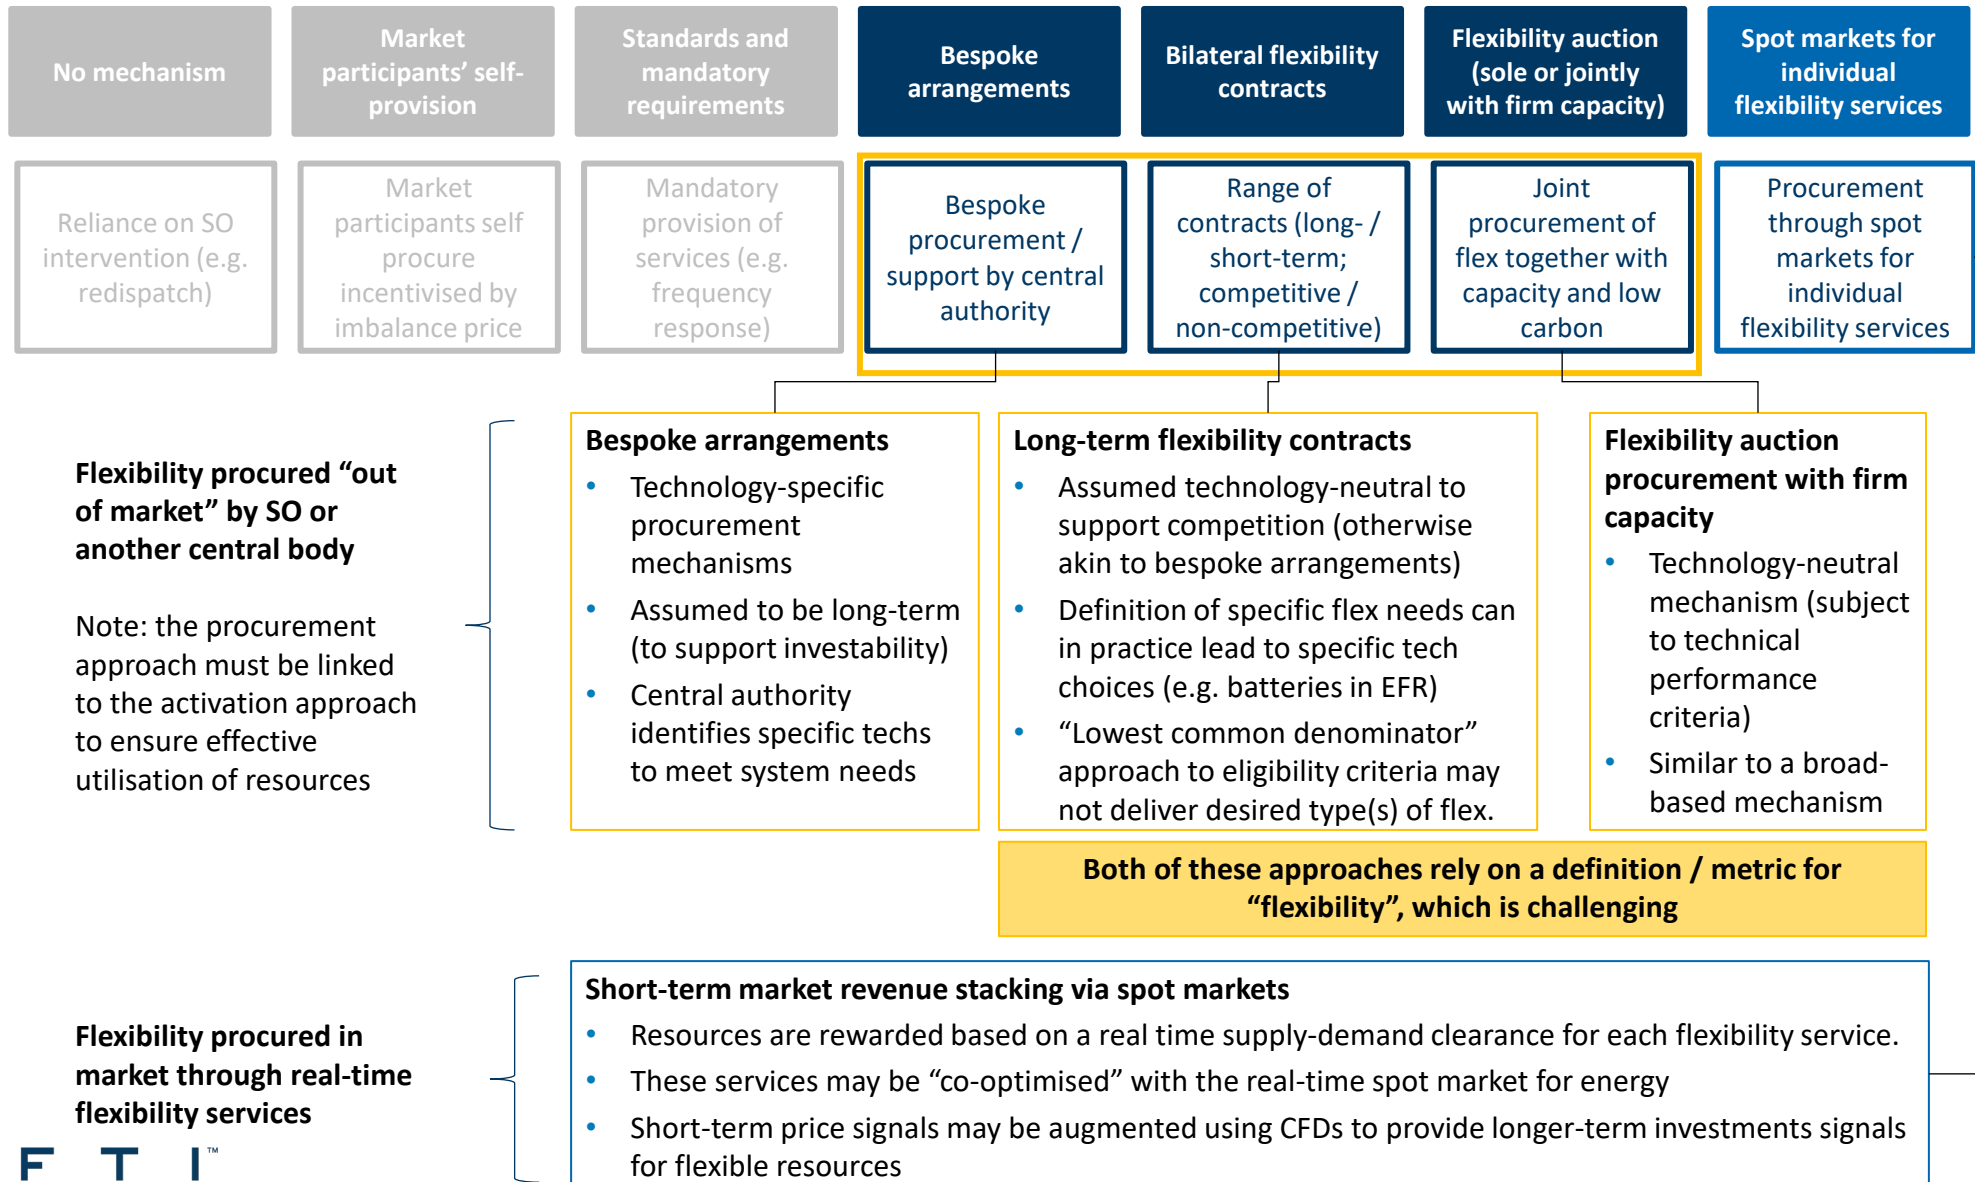 No mechanism
Market
participants’ self-
provision
Standards and
mandatory
requirements
Bespoke
arrangements
Bilateral flexibility
contracts
Flexibility auction
(sole or jointly
with firm capacity)
Spot markets for
individual
flexibility services
Reliance on SO
intervention (e.g.
redispatch)
Market
participants self
procure
incentivised by
imbalance price
Mandatory
provision of
services (e.g.
frequency
response)
Bespoke
procurement /
support by central
authority
Range of
contracts (long- /
short-term;
competitive /
non-competitive)
Joint
procurement of
flex together with
capacity and low
carbon
Procurement
through spot
markets for
individual
flexibility services
Flexibility procured “out
of market” by SO or
another central body
Note: the procurement
approach must be linked
to the activation approach
to ensure effective
utilisation of resources
Bespoke arrangements
• Technology-specific
procurement
mechanisms
• Assumed to be long-term
(to support investability)
• Central authority
identifies specific techs
to meet system needs
Long-term flexibility contracts
• Assumed technology-neutral to
support competition (otherwise
akin to bespoke arrangements)
• Definition of specific flex needs can
in practice lead to specific tech
choices (e.g. batteries in EFR)
• “Lowest common denominator”
approach to eligibility criteria may
not deliver desired type(s) of flex.
Flexibility auction
procurement with firm
capacity
• Technology-neutral
mechanism (subject
to technical
performance
criteria)
• Similar to a broad-
based mechanism
Both of these approaches rely on a definition / metric for
“flexibility”, which is challenging
Flexibility procured in
market through real-time
flexibility services
Short-term market revenue stacking via spot markets
• Resources are rewarded based on a real time supply-demand clearance for each flexibility service.
• These services may be “co-optimised” with the real-time spot market for energy
• Short-term price signals may be augmented using CFDs to provide longer-term investments signals
for flexible resources
F T I™